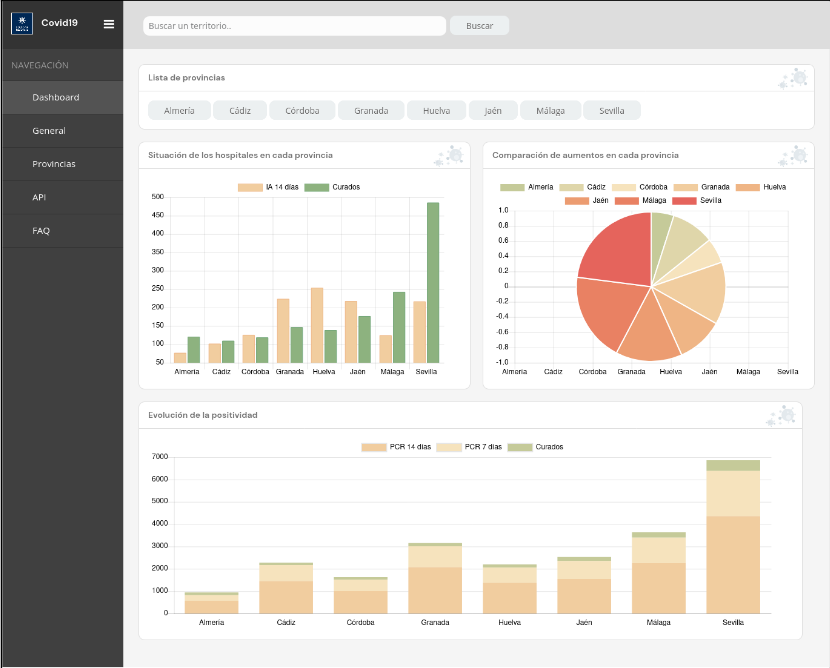 Covid19
Buscar un territorio..
Buscar
NAVEGACIÓN
Dashboard
General
Provincias
API
FAQ
Lista de provincias
Almería Cádiz Córdoba Granada Huelva Jaén Málaga Sevilla
Situación de los hospitales en cada provincia
IA 14 días Curados
500
450
400
350
300
250
200
150
100
50
Almería Cádiz Córdoba Granada Huelva Jaén Málaga Sevilla
Comparación de aumentos en cada provincia
Almería Cádiz Córdoba Granada Huelva
Jaén Málaga Sevilla
1.0
0.8
0.6
0.4
0.2
0
-0.2
-0.4
-0.6
-0.8
-1.0
Almería Cádiz Córdoba Granada Huelva Jaén Málaga Sevilla
Evolución de la positividad
PCR 14 días PCR 7 días Curados
7000
6000
5000
4000
3000
2000
1000
0
Almería Cádiz Córdoba Granada Huelva Jaén Málaga Sevilla